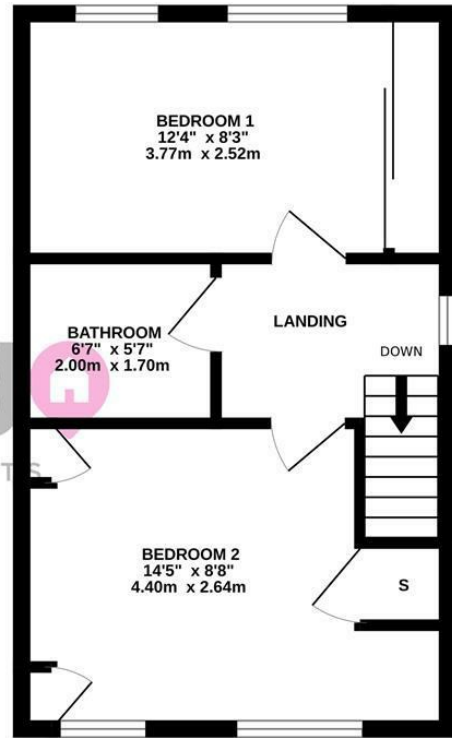 BEDROOM 1
12'4" x 8'3"
3.77m x 2.52m
BATHROOM
6'7" x 5'7"
2.00m x 1.70m
LANDING
DOWN
BEDROOM 2
14'5" x 8'8"
4.40m x 2.64m
S